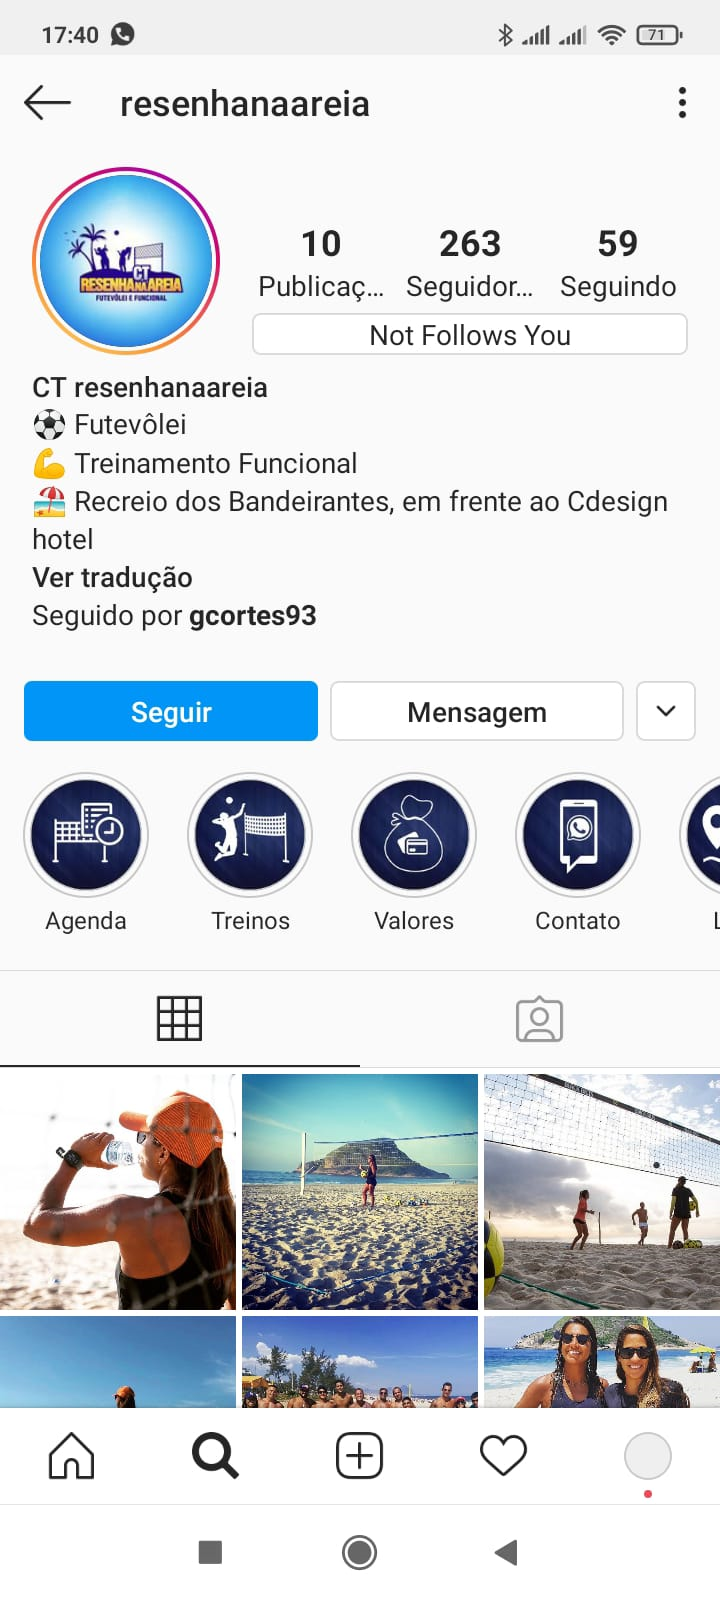 17:40
71
resenhanaareia
CT
RESENHA NA AREIA
FUTEVÔLEI E FUNCIONAL
10 263 59
Publicaç... Seguidor... Seguindo
Not Follows You
CT resenhanaareia
⚽ Futevôlei
💪 Treinamento Funcional
🏖️ Recreio dos Bandeirantes, em frente ao Cdesign
hotel
Ver tradução
Seguido por gcortes93
Seguir Mensagem
Agenda Treinos Valores Contato L